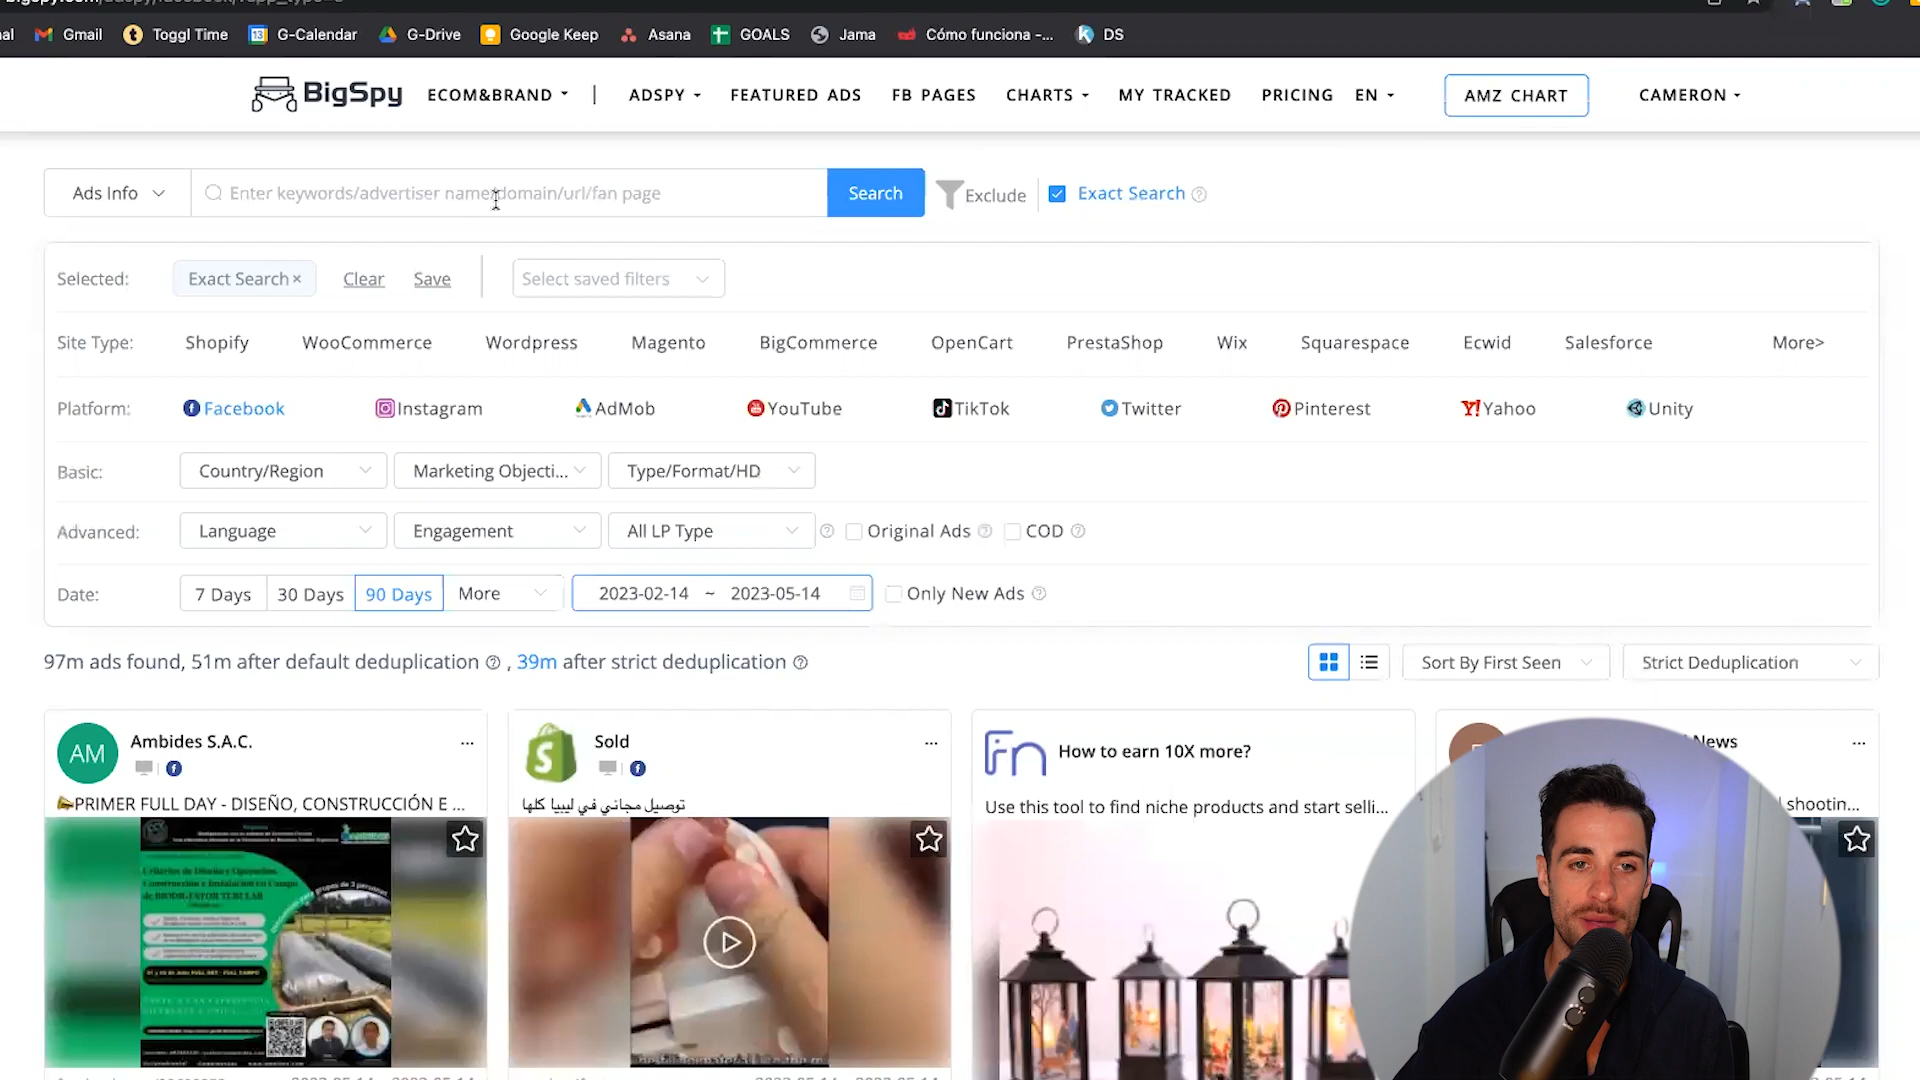 Gmail Toggl Time G-Calendar G-Drive Google Keep Asana GOALS Jama Cómo funciona -... DS
BigSpy ECOM&BRAND | ADSPY FEATURED ADS FB PAGES CHARTS MY TRACKED PRICING EN AMZ CHART CAMERON
Ads Info Enter keywords/advertiser name/domain/url/fan page Search Exclude Exact Search
Selected: Exact Search × Clear Save Select saved filters
Site Type: Shopify WooCommerce Wordpress Magento BigCommerce OpenCart PrestaShop Wix Squarespace Ecwid Salesforce More>
Platform: Facebook Instagram AdMob YouTube TikTok Twitter Pinterest Yahoo Unity
Basic: Country/Region Marketing Objecti... Type/Format/HD
Advanced: Language Engagement All LP Type Original Ads COD
Date: 7 Days 30 Days 90 Days More 2023-02-14 ~ 2023-05-14 Only New Ads
97m ads found, 51m after default deduplication , 39m after strict deduplication Sort By First Seen Strict Deduplication
AM Ambides S.A.C. ...
PRIMER FULL DAY - DISEÑO, CONSTRUCCIÓN E ...
Sold ...
توصيل مجاني في ليبيا كلها
How to earn 10X more?
Use this tool to find niche products and start selli...
News ...
shootin...